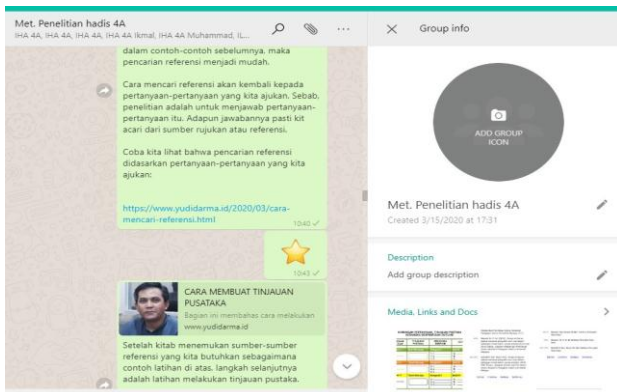 Met. Penelitian hadis 4A
IHA 4A, IHA 4A, IHA 4A, IHA 4A Ikmal, IHA 4A Muhammad, IL...
dalam contoh-contoh sebelumnya, maka
pencarian referensi menjadi mudah.
Cara mencari referensi akan kembali kepada
pertanyaan-pertanyaan yang kita ajukan. Sebab,
penelitian adalah untuk menjawab pertanyaan-
pertanyaan itu. Adapun jawabannya pasti kit
acari dari sumber rujukan atau referensi.
Coba kita lihat bahwa pencarian referensi
didasarkan pertanyaan-pertanyaan yang kita
ajukan:
https://www.yudidarma.id/2020/03/cara-
mencari-referensi.html
10:40
10:43
CARA MEMBUAT TINJAUAN
PUSATAKA
Bagian ini membahas cara melakukan
www.yudidarma.id
Setelah kitab menemukan sumber-sumber
referensi yang kita butuhkan sebagaimana
contoh latihan di atas. langkah selanjutnya
adalah latihan melakukan tinjauan pustaka.
Group info
ADD GROUP
ICON
Met. Penelitian hadis 4A
Created 3/15/2020 at 17:31
Description
Add group description
Media, Links and Docs